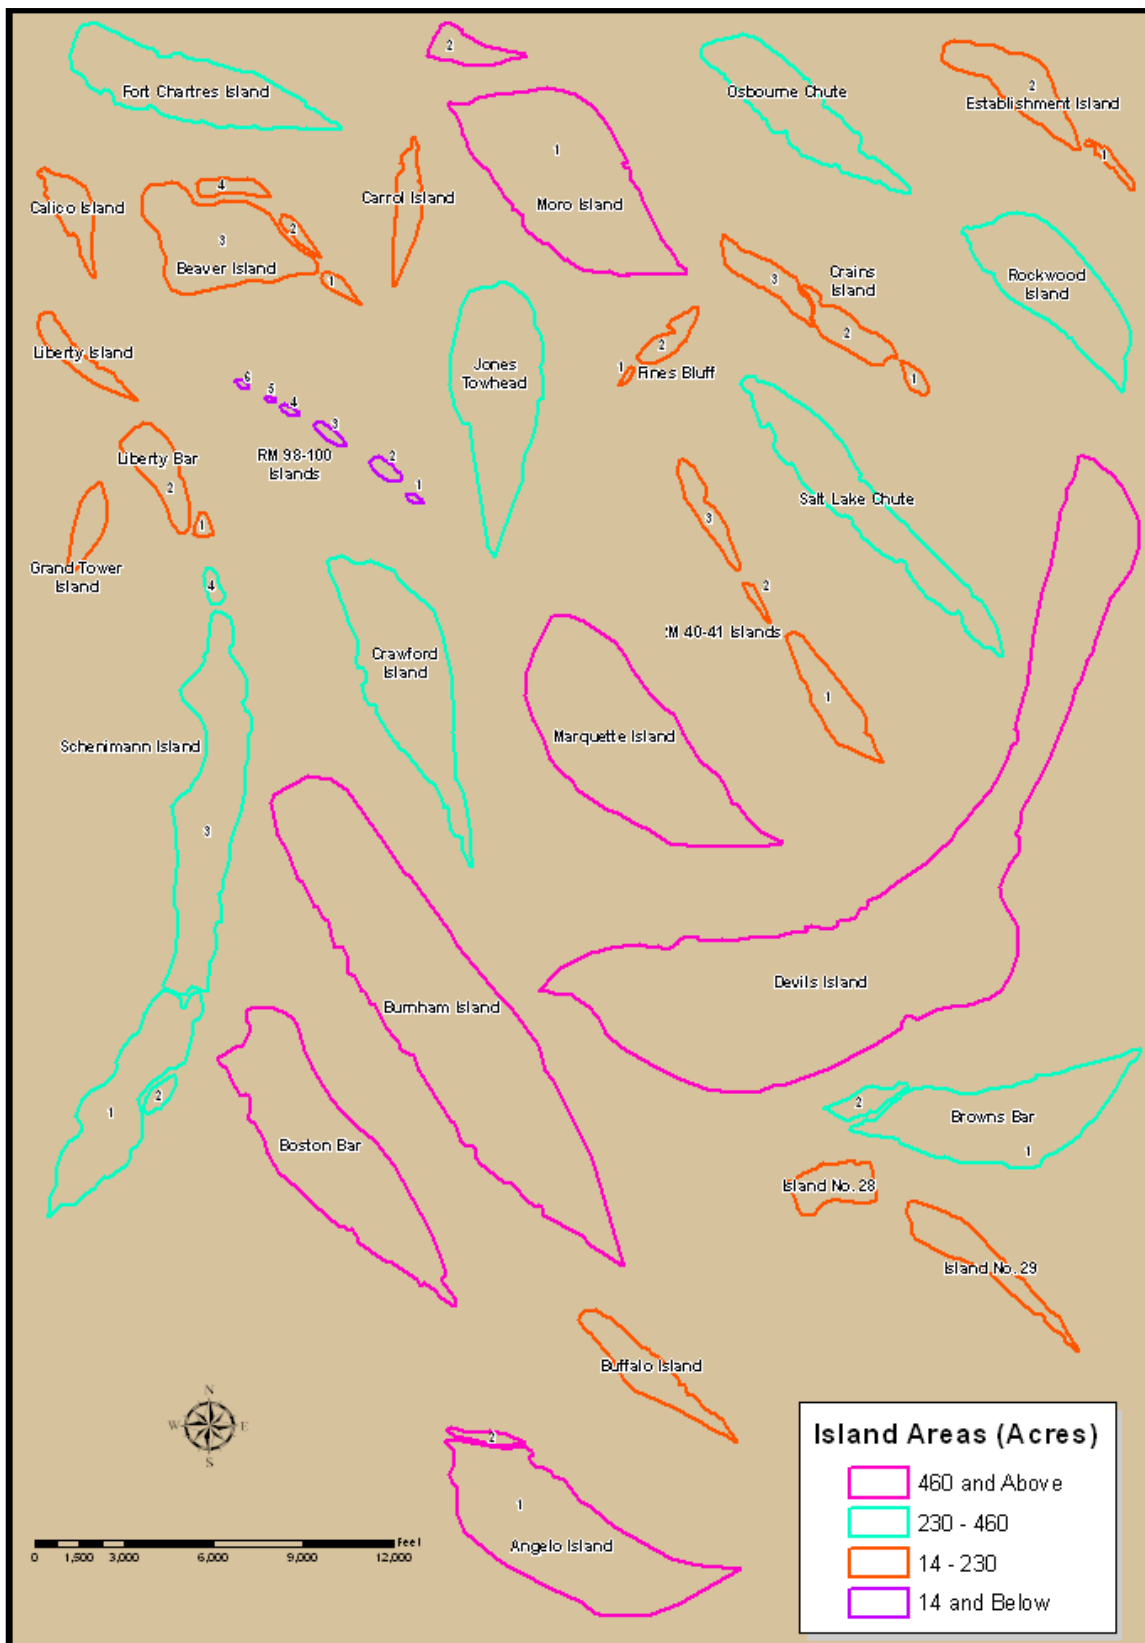 2
Fort Chartres Island
Osbourne Chute
2
Establishment Island
1
1
Moro Island
Calico Island
4
Carrol Island
2
3
Beaver Island
1
Crains
Island
3
2
1
Rockwood
Island
Liberty Island
Jones
Towhead
2
1
Fines Bluff
6
5
4
3
RM 98-100
Islands
2
1
Liberty Bar
2
1
Salt Lake Chute
3
Grand Tower
Island
4
2
:M 40-41 Islands
1
Crawford
Island
Schenimann Island
3
Marquette Island
Devils Island
Burnham Island
1
2
Boston Bar
2
Browns Bar
1
Island No. 28
Island No. 29
Buffalo Island
N
W
E
S
2
1
Angelo Island
Feet
0
1,500
3,000
6,000
9,000
12,000
Island Areas (Acres)
460 and Above
230 - 460
14 - 230
14 and Below